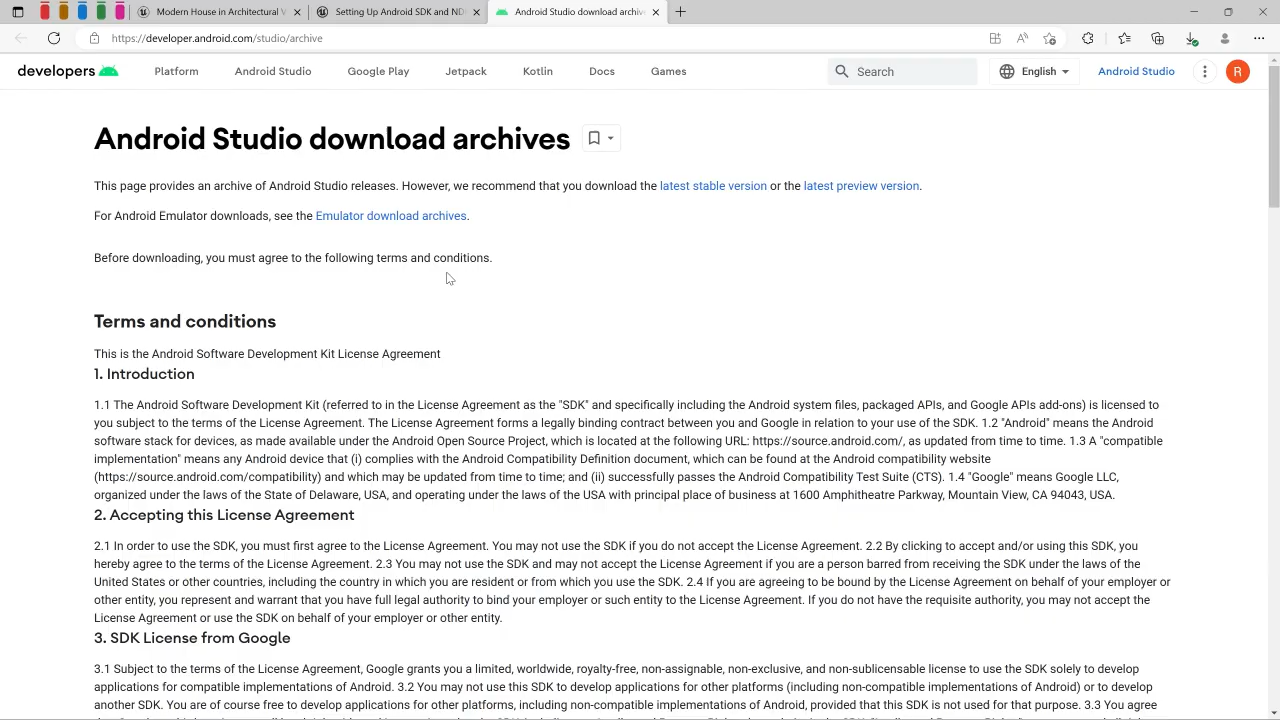 Modern House in Architectural V
Setting Up Android SDK and NDK
Android Studio download archiv
https://developer.android.com/studio/archive
developers
Platform
Android Studio
Google Play
Jetpack
Kotlin
Docs
Games
Search
English
Android Studio
R
Android Studio download archives
This page provides an archive of Android Studio releases. However, we recommend that you download the latest stable version or the latest preview version.
For Android Emulator downloads, see the Emulator download archives.
Before downloading, you must agree to the following terms and conditions.
Terms and conditions
This is the Android Software Development Kit License Agreement
1. Introduction
1.1 The Android Software Development Kit (referred to in the License Agreement as the "SDK" and specifically including the Android system files, packaged APIs, and Google APIs add-ons) is licensed to
you subject to the terms of the License Agreement. The License Agreement forms a legally binding contract between you and Google in relation to your use of the SDK. 1.2 "Android" means the Android
software stack for devices, as made available under the Android Open Source Project, which is located at the following URL: https://source.android.com/, as updated from time to time. 1.3 A "compatible
implementation" means any Android device that (i) complies with the Android Compatibility Definition document, which can be found at the Android compatibility website
(https://source.android.com/compatibility) and which may be updated from time to time; and (ii) successfully passes the Android Compatibility Test Suite (CTS). 1.4 "Google" means Google LLC,
organized under the laws of the State of Delaware, USA, and operating under the laws of the USA with principal place of business at 1600 Amphitheatre Parkway, Mountain View, CA 94043, USA.
2. Accepting this License Agreement
2.1 In order to use the SDK, you must first agree to the License Agreement. You may not use the SDK if you do not accept the License Agreement. 2.2 By clicking to accept and/or using this SDK, you
hereby agree to the terms of the License Agreement. 2.3 You may not use the SDK and may not accept the License Agreement if you are a person barred from receiving the SDK under the laws of the
United States or other countries, including the country in which you are resident or from which you use the SDK. 2.4 If you are agreeing to be bound by the License Agreement on behalf of your employer or
other entity, you represent and warrant that you have full legal authority to bind your employer or such entity to the License Agreement. If you do not have the requisite authority, you may not accept the
License Agreement or use the SDK on behalf of your employer or other entity.
3. SDK License from Google
3.1 Subject to the terms of the License Agreement, Google grants you a limited, worldwide, royalty-free, non-assignable, non-exclusive, and non-sublicensable license to use the SDK solely to develop
applications for compatible implementations of Android. 3.2 You may not use this SDK to develop applications for other platforms (including non-compatible implementations of Android) or to develop
another SDK. You are of course free to develop applications for other platforms, including non-compatible implementations of Android, provided that this SDK is not used for that purpose. 3.3 You agree